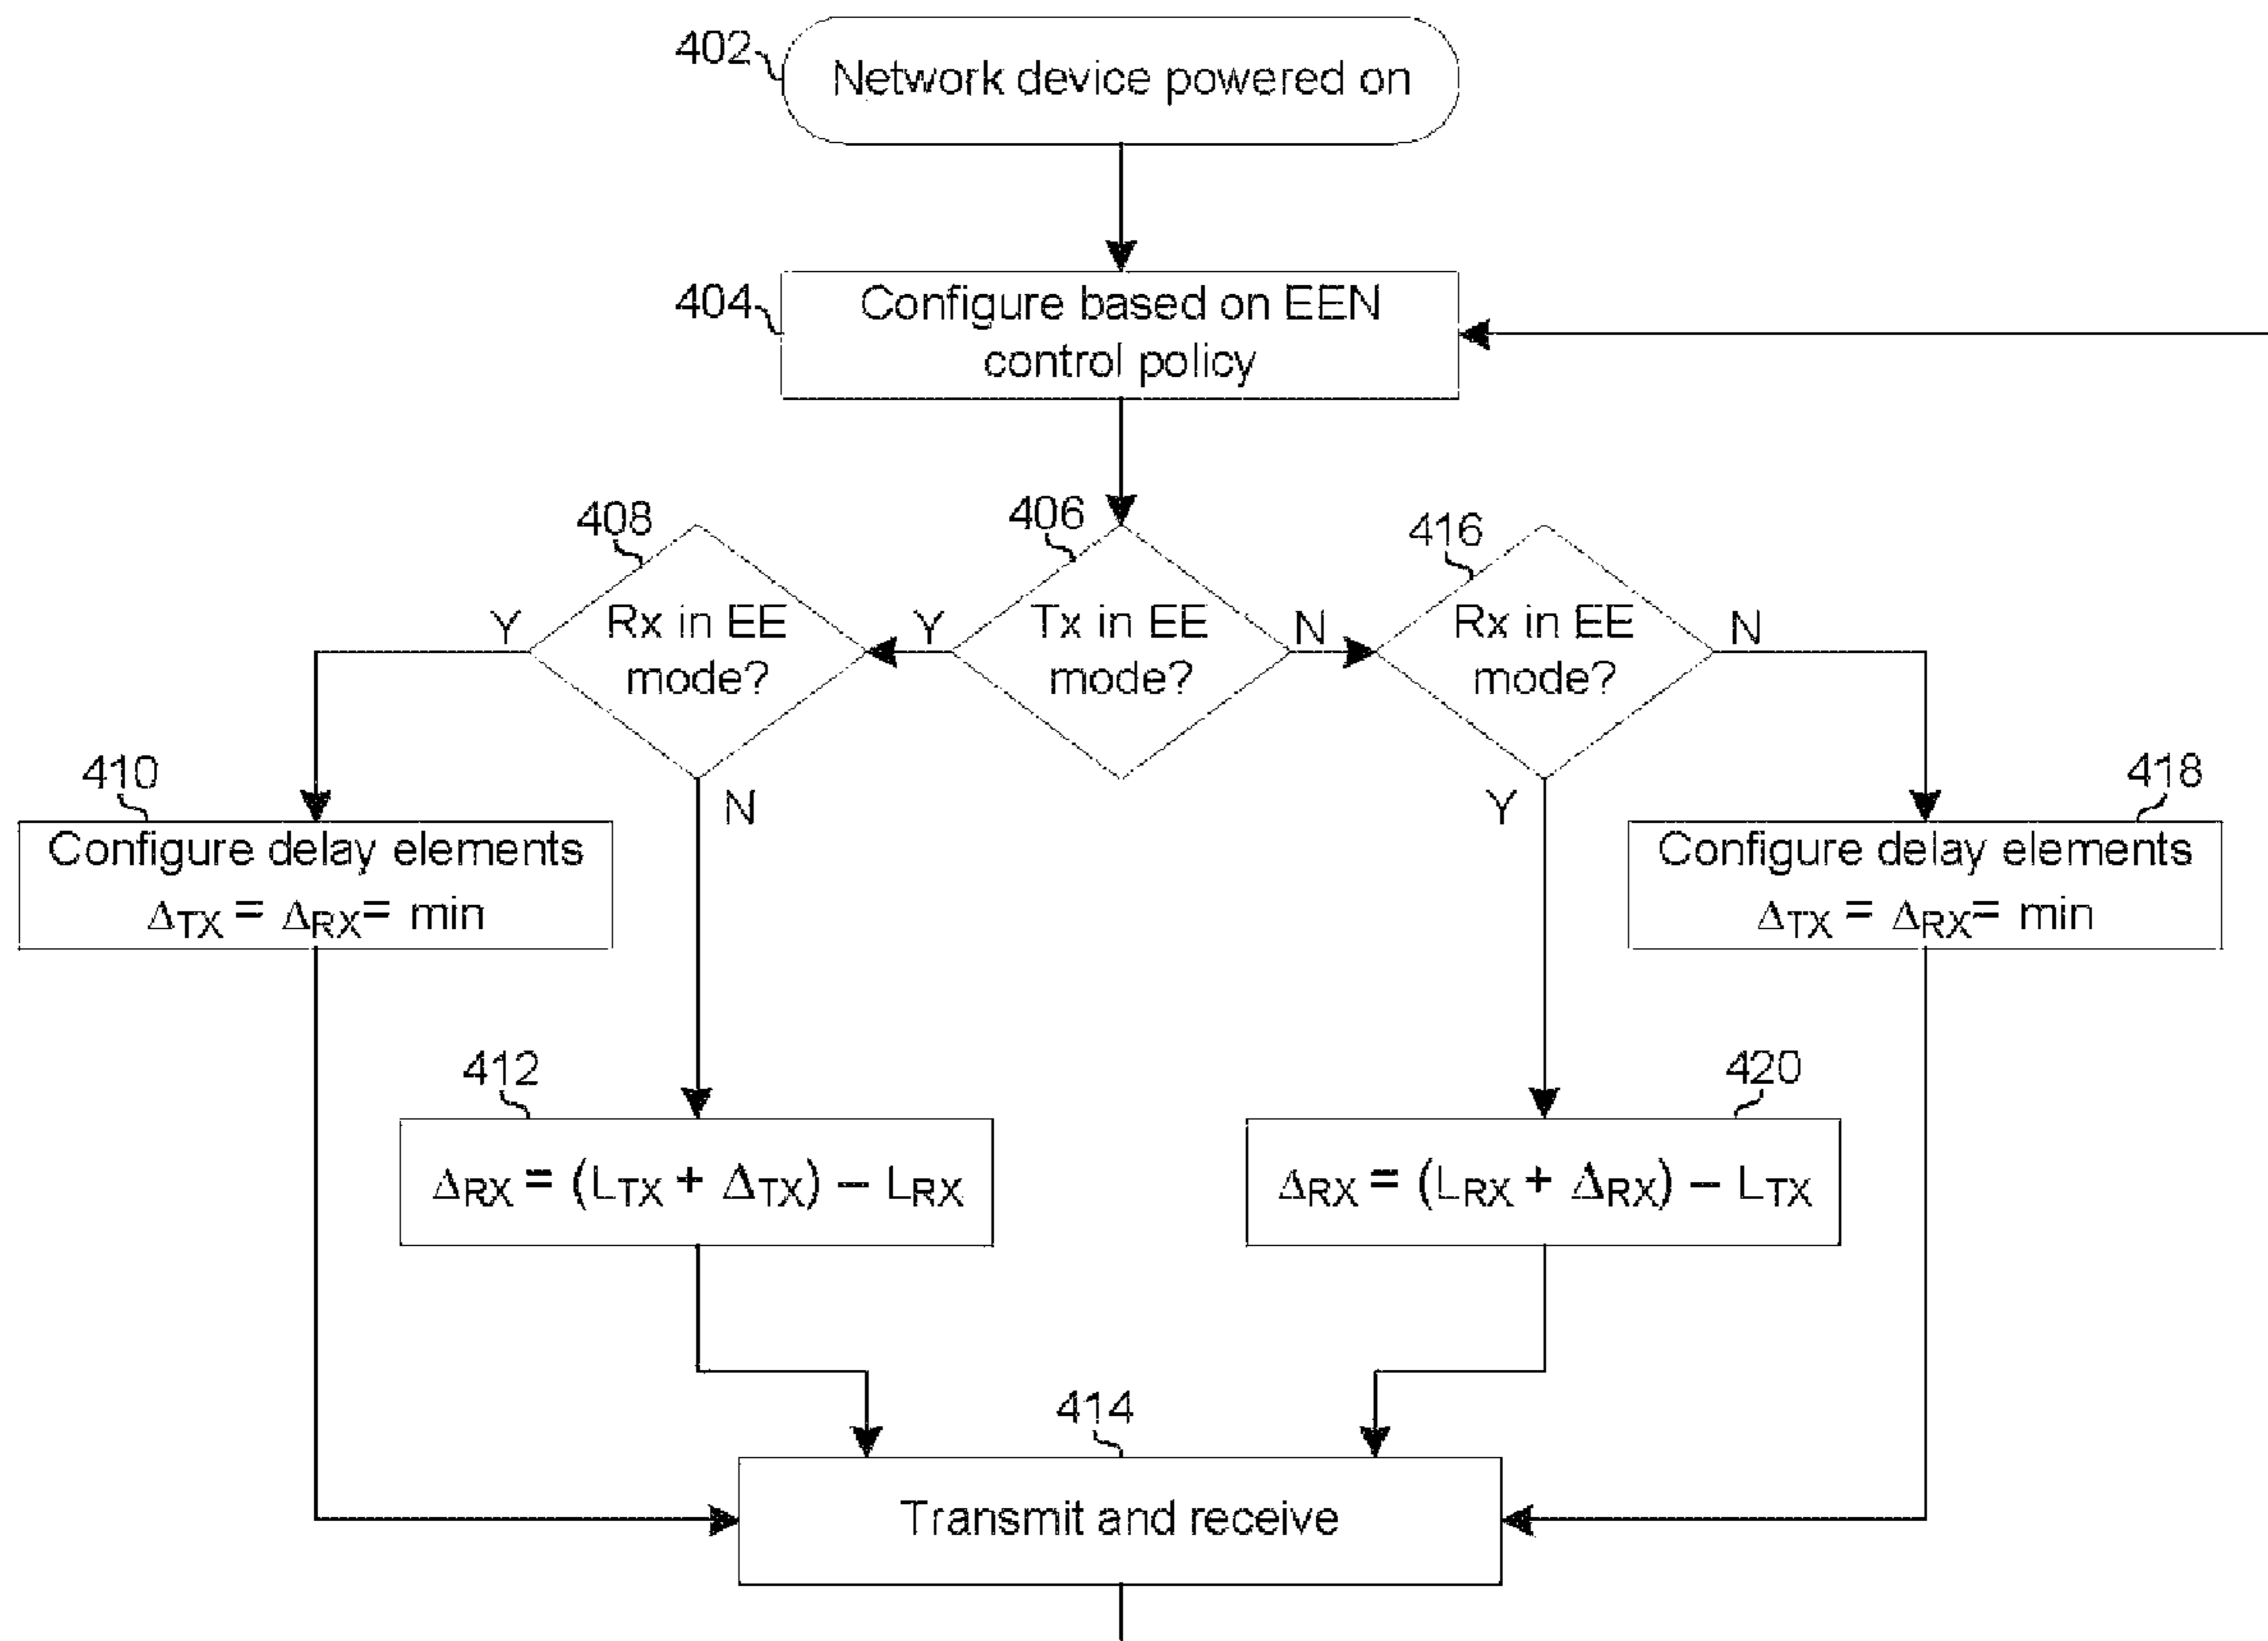 402
Network device powered on
404
Configure based on EEN
control policy
408
406
416
Y
Rx in EE
mode?
Y
Tx in EE
mode?
N
Rx in EE
mode?
N
410
N
Y
418
Configure delay elements
ΔTX = ΔRX= min
Configure delay elements
ΔTX = ΔRX= min
412
420
ΔRX = (LTX + ΔTX) – LRX
ΔRX = (LRX + ΔRX) – LTX
414
Transmit and receive